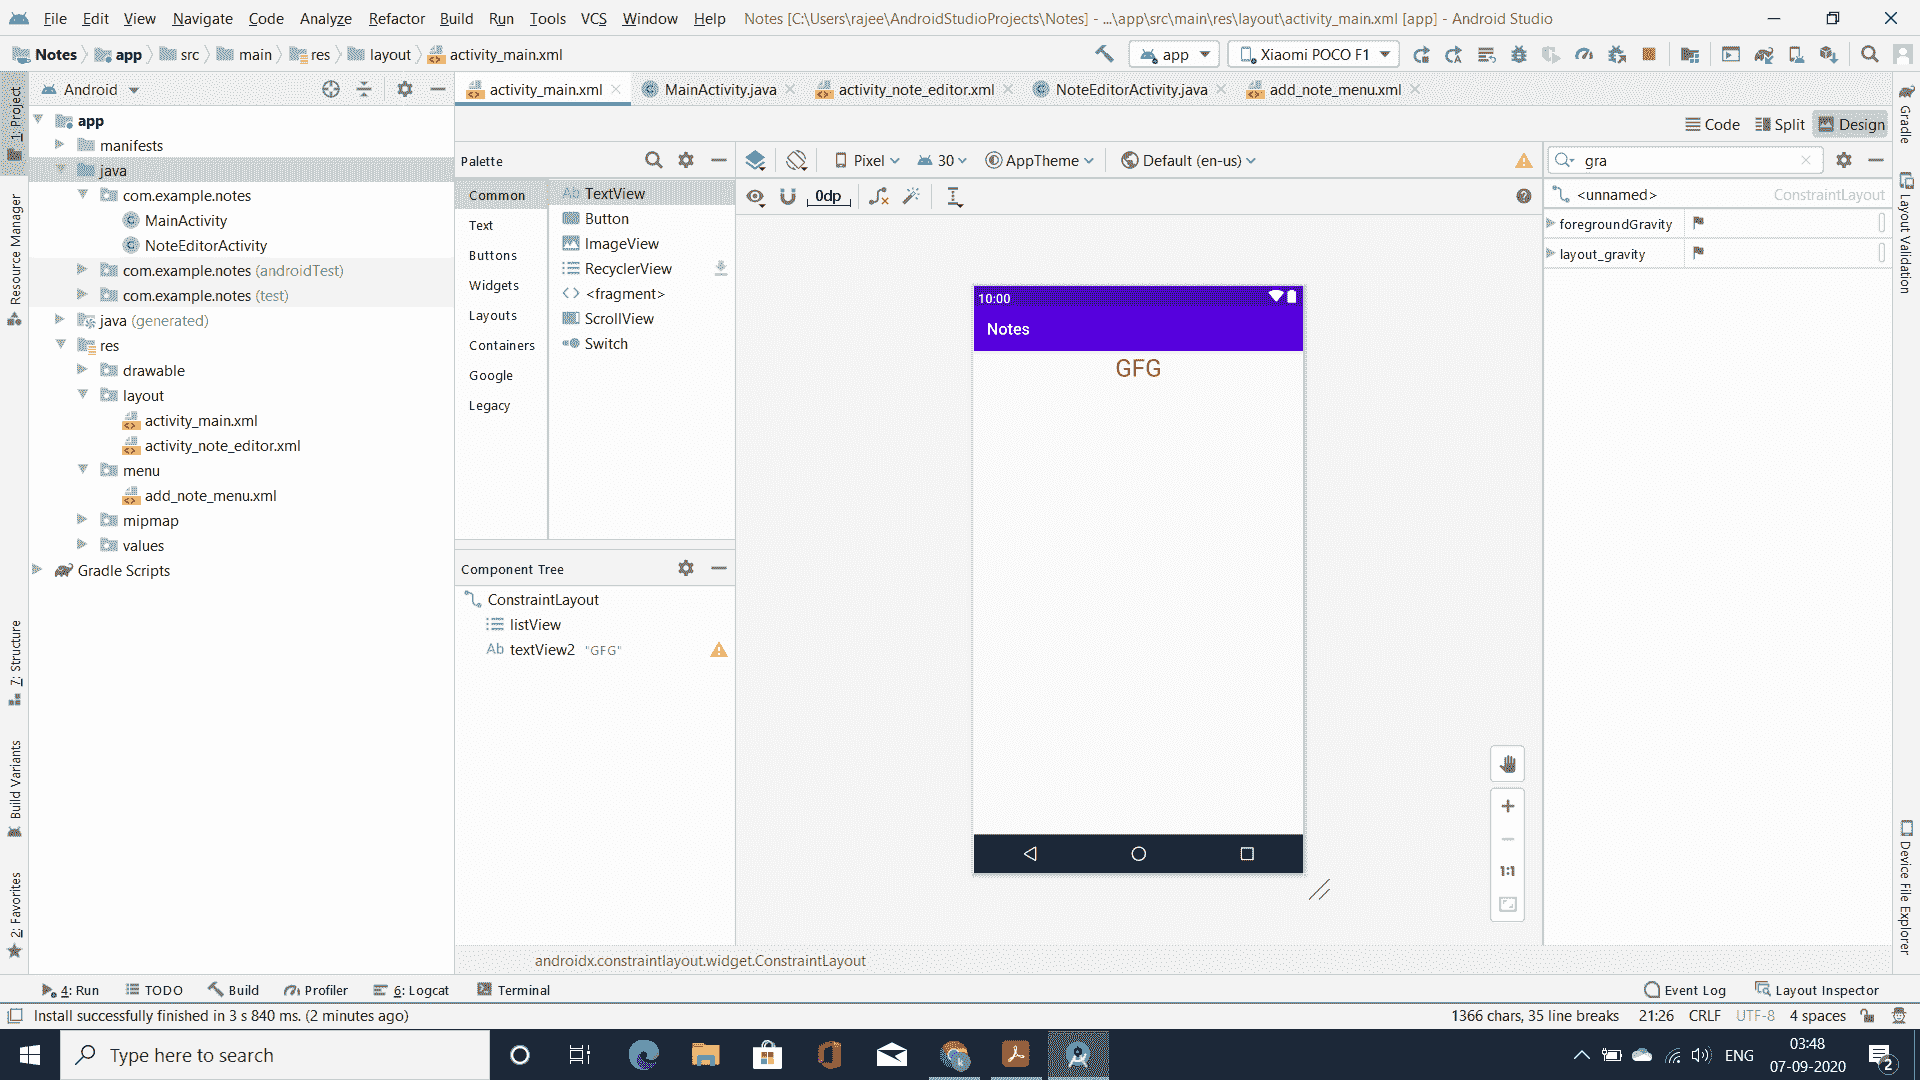 File Edit View Navigate Code Analyze Refactor Build Run Tools VCS Window Help Notes [C:\Users\rajee\AndroidStudioProjects\Notes] - ...\app\src\main\res\layout\activity_main.xml [app] - Android Studio
Notes app src main res layout activity_main.xml app Xiaomi POCO F1
Android activity_main.xml MainActivity.java activity_note_editor.xml NoteEditorActivity.java add_note_menu.xml
Code Split Design
1: Project
Resource Manager
7: Structure
Build Variants
2: Favorites
app
manifests
java
com.example.notes
MainActivity
NoteEditorActivity
com.example.notes (androidTest)
com.example.notes (test)
java (generated)
res
drawable
layout
activity_main.xml
activity_note_editor.xml
menu
add_note_menu.xml
mipmap
values
Gradle Scripts
Palette
Common
Text
Buttons
Widgets
Layouts
Containers
Google
Legacy
Ab TextView
Button
ImageView
RecyclerView
<fragment>
ScrollView
Switch
Component Tree
ConstraintLayout
listView
Ab textView2 "GFG"
Pixel 30 AppTheme Default (en-us)
0dp
10:00
Notes
GFG
1:1
gra
<unnamed> ConstraintLayout
foregroundGravity
layout_gravity
Gradle
Layout Validation
Device File Explorer
androidx.constraintlayout.widget.ConstraintLayout
4: Run TODO Build Profiler 6: Logcat Terminal Event Log Layout Inspector
Install successfully finished in 3 s 840 ms. (2 minutes ago) 1366 chars, 35 line breaks 21:26 CRLF UTF-8 4 spaces
Type here to search ENG
03:48
07-09-2020
2